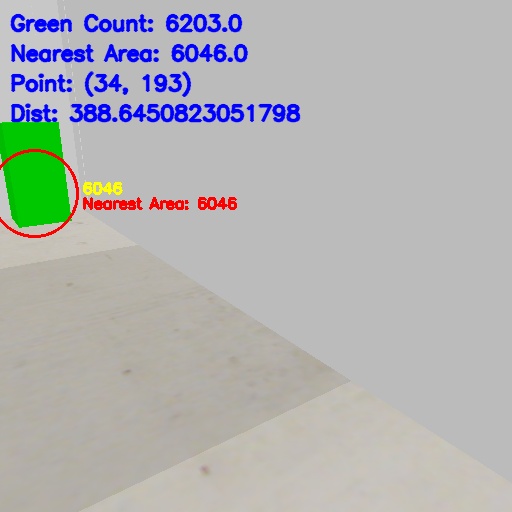 Green Count: 6203.0
Nearest Area: 6046.0
Point: (34, 193)
Dist: 388.6450823051798
6046
Nearest Area: 6046